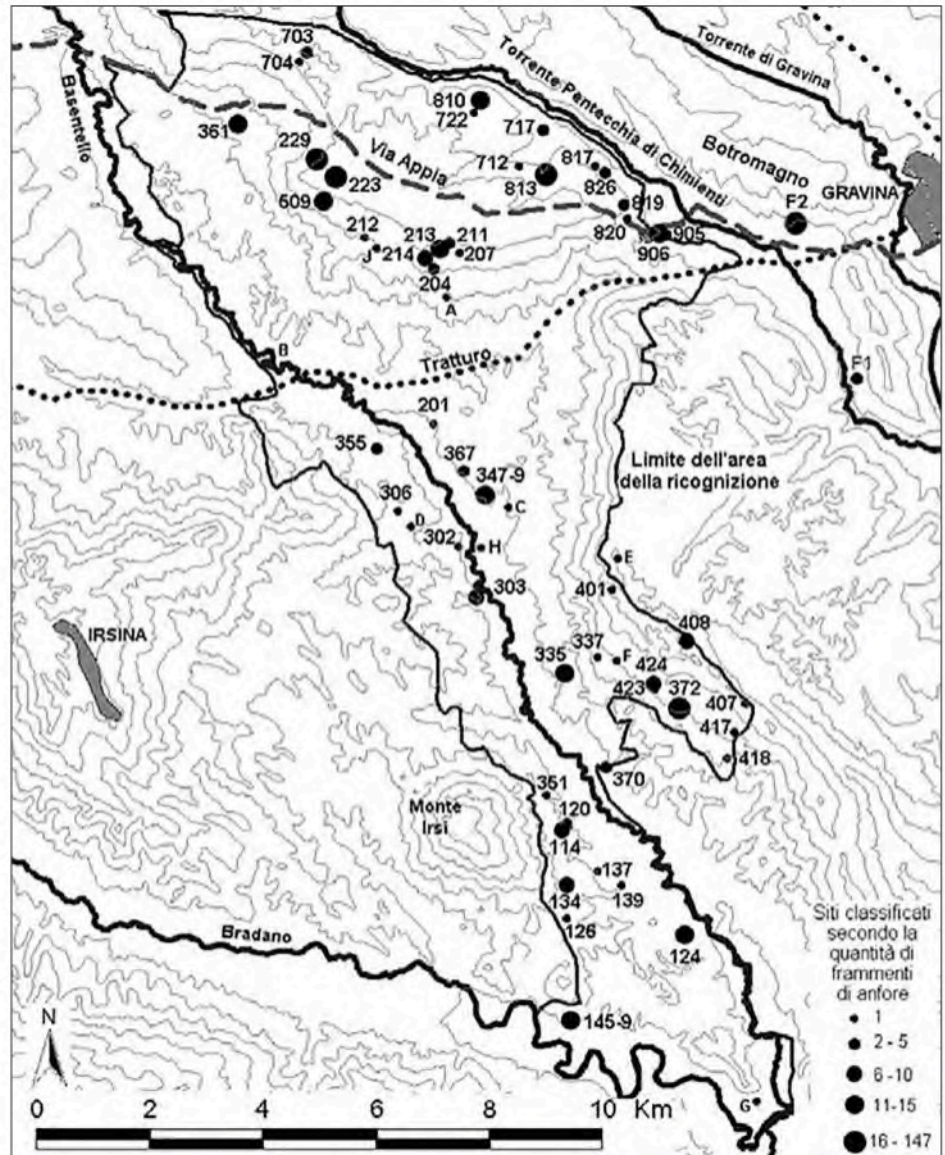 703
704
Torrente Pentecchia di Chimienti
Torrente di Gravina
Basentello
810
722
717
361
Via Appia
229
223
712
813
817
826
Botromagno
GRAVINA
F2
609
819
820
905
906
212
J
213
211
214
207
204
A
B
Tratturo
F1
201
355
367
347-9
C
Limite dell'area
della ricognizione
306
D
302
H
E
303
401
IRSINA
408
335
337
F
424
423
372
407
417
418
370
351
Monte
Irsi
120
114
137
134
139
126
124
Bradano
145-9
G
Siti classificati
secondo la
quantità di
frammenti
di anfore
1
2 - 5
6 -10
11-15
16 - 147
N
0 2 4 6 8 10 Km